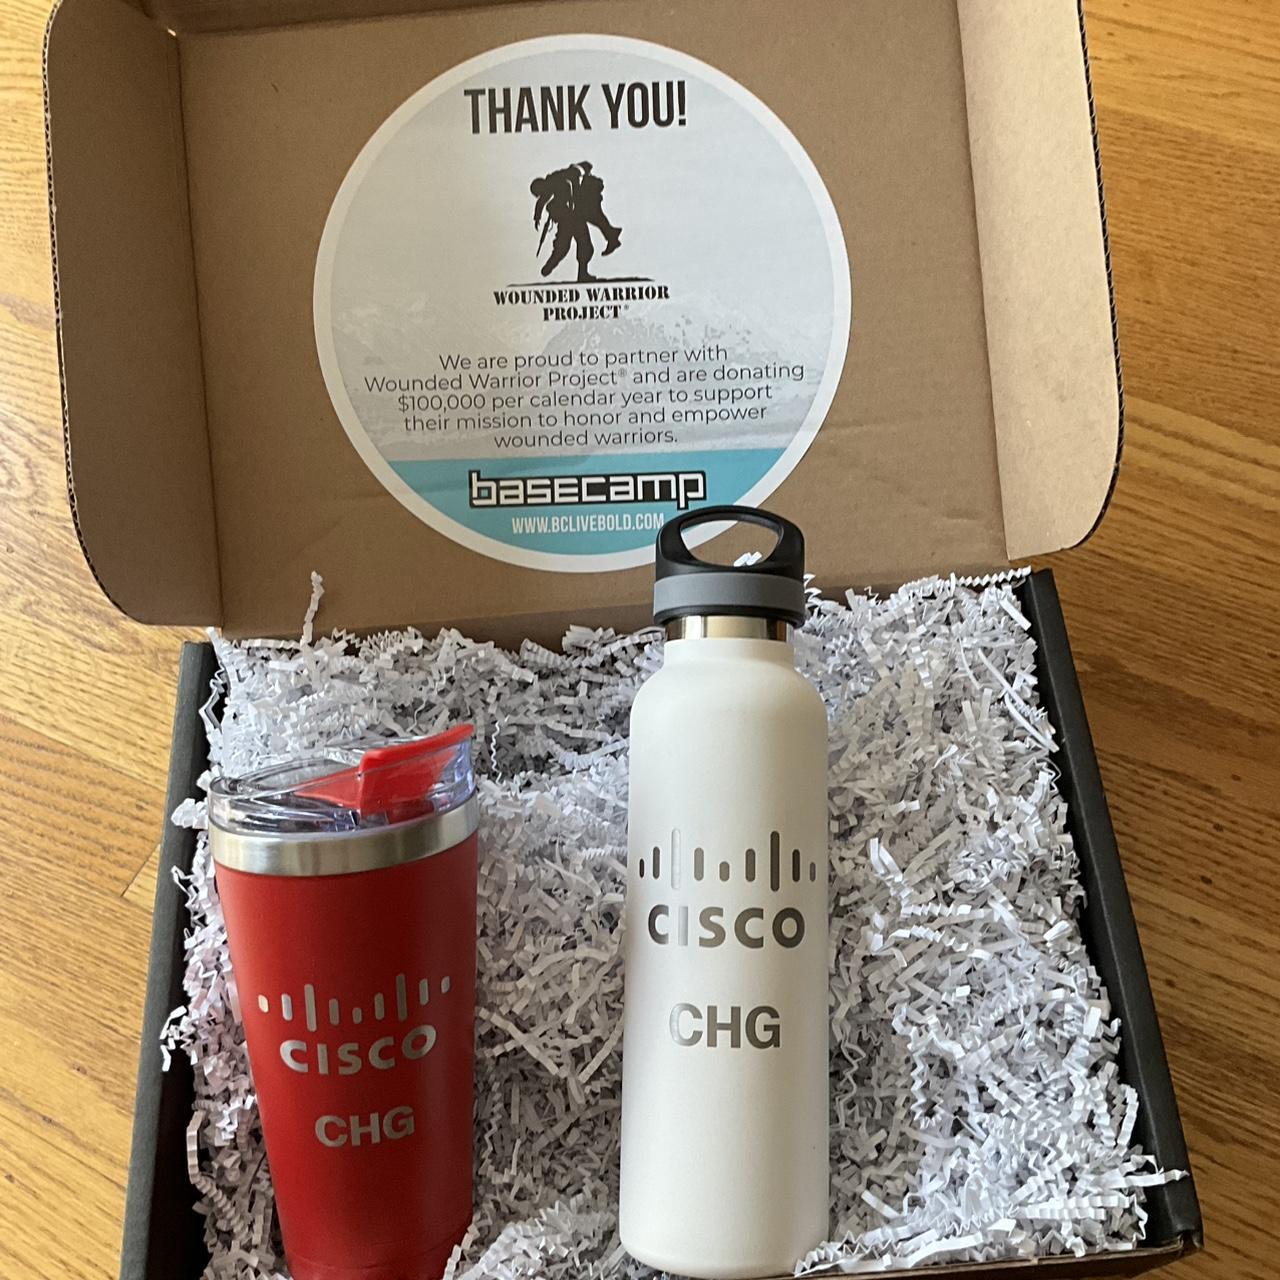 THANK YOU!
WOUNDED WARRIOR
PROJECT®
We are proud to partner with
Wounded Warrior Project® and are donating
$100,000 per calendar year to support
their mission to honor and empower
wounded warriors.
basecamp
WWW.BCLIVEBOLD.COM
CISCO
CHG
CISCO
CHG